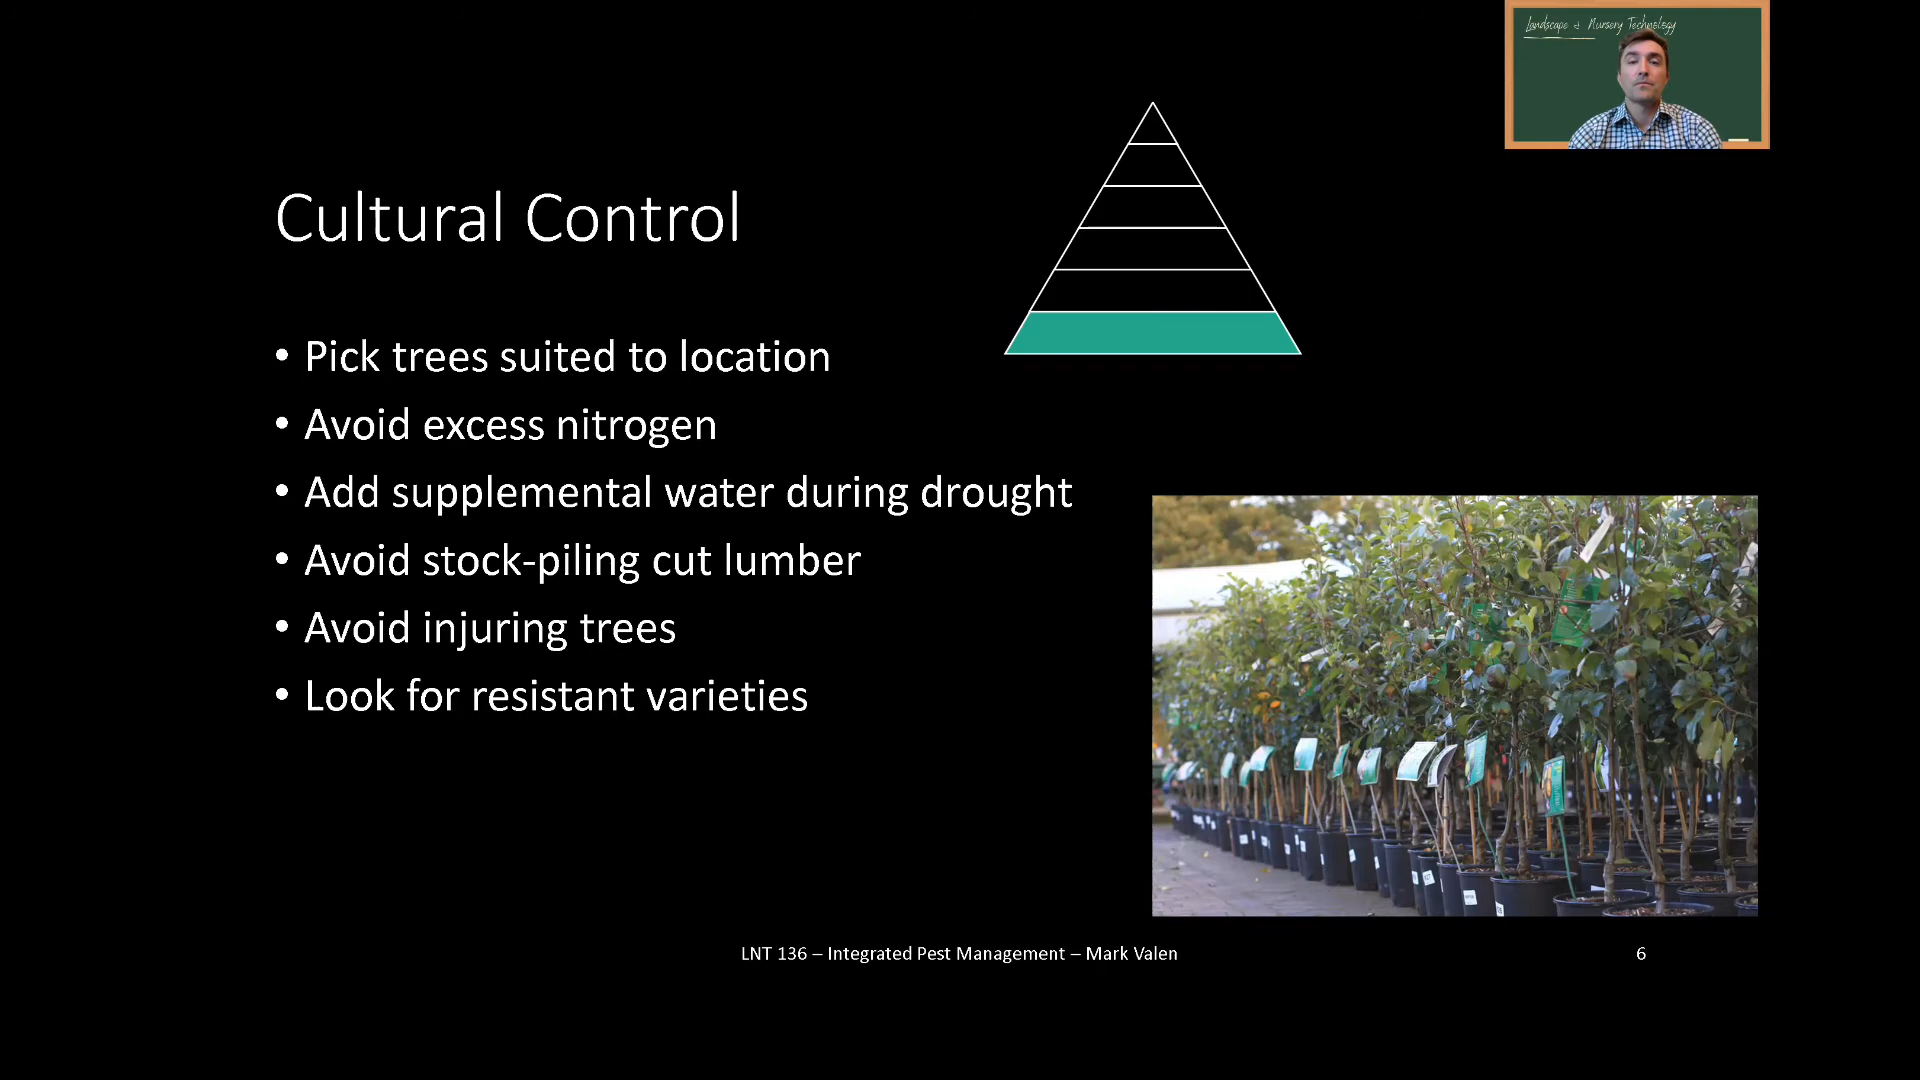 Landscape & Nursery Technology
Cultural Control
• Pick trees suited to location
• Avoid excess nitrogen
• Add supplemental water during drought
• Avoid stock-piling cut lumber
• Avoid injuring trees
• Look for resistant varieties
LNT 136 – Integrated Pest Management – Mark Valen
6